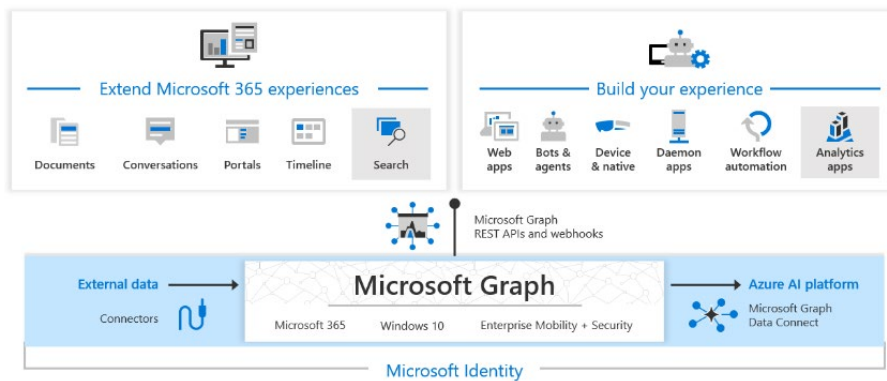 Extend Microsoft 365 experiences
Documents
Conversations
Portals
Timeline
Search
Build your experience
Web
apps
Bots &
agents
Device
& native
Daemon
apps
Workflow
automation
Analytics
apps
Microsoft Graph
REST APIs and webhooks
External data
Connectors
Microsoft Graph
Microsoft 365
Windows 10
Enterprise Mobility + Security
Azure AI platform
Microsoft Graph
Data Connect
Microsoft Identity